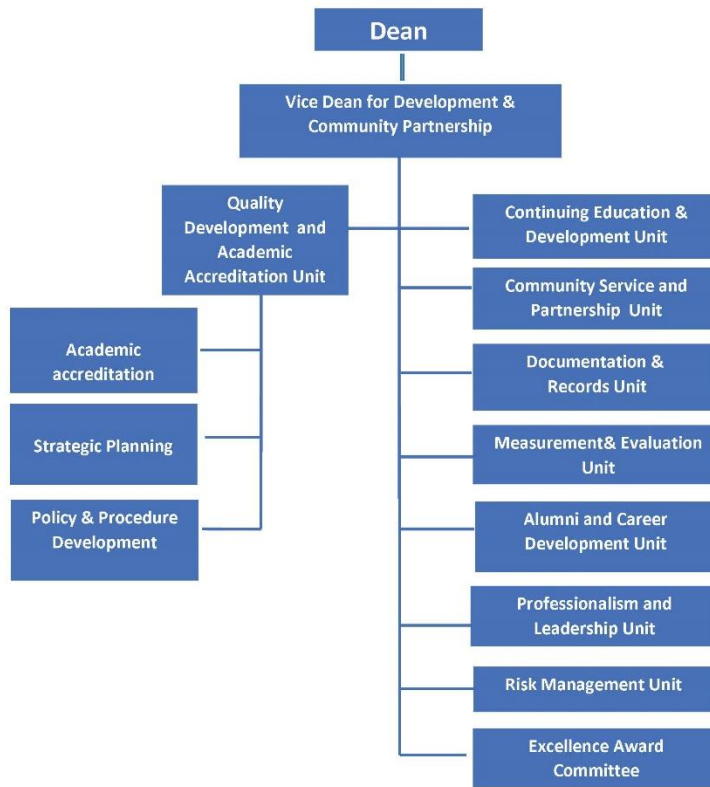 Dean
Vice Dean for Development &
Community Partnership
Quality
Development and
Academic
Accreditation Unit
Academic
accreditation
Strategic Planning
Policy & Procedure
Development
Continuing Education &
Development Unit
Community Service and
Partnership Unit
Documentation &
Records Unit
Measurement& Evaluation
Unit
Alumni and Career
Development Unit
Professionalism and
Leadership Unit
Risk Management Unit
Excellence Award
Committee